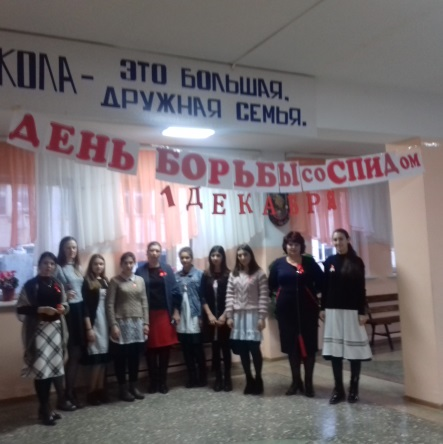 КОЛА - ЭТО БОЛЬШАЯ,
ДРУЖНАЯ СЕМЬЯ.
ДЕНЬ БОРЬБЫ СО СПИДОМ
1 ДЕКАБРЯ